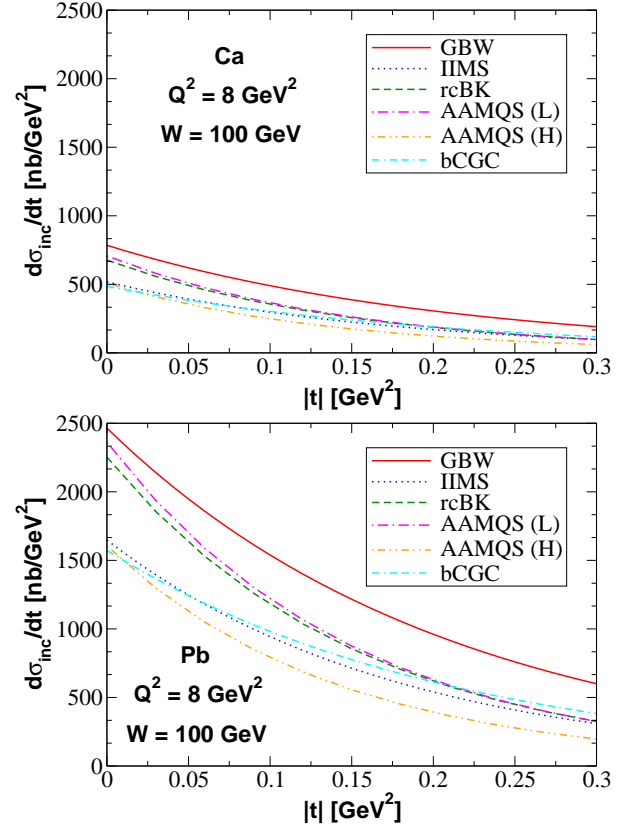 2500
2000
1500
1000
500
0
dσ_inc/dt [nb/GeV²]
Ca
Q² = 8 GeV²
W = 100 GeV
GBW
IIMS
rcBK
AAMQS (L)
AAMQS (H)
bCGC
0 0.05 0.1 0.15 0.2 0.25 0.3
|t| [GeV²]
2500
2000
1500
1000
500
0
dσ_inc/dt [nb/GeV²]
GBW
IIMS
rcBK
AAMQS (L)
AAMQS (H)
bCGC
Pb
Q² = 8 GeV²
W = 100 GeV
0 0.05 0.1 0.15 0.2 0.25 0.3
|t| [GeV²]